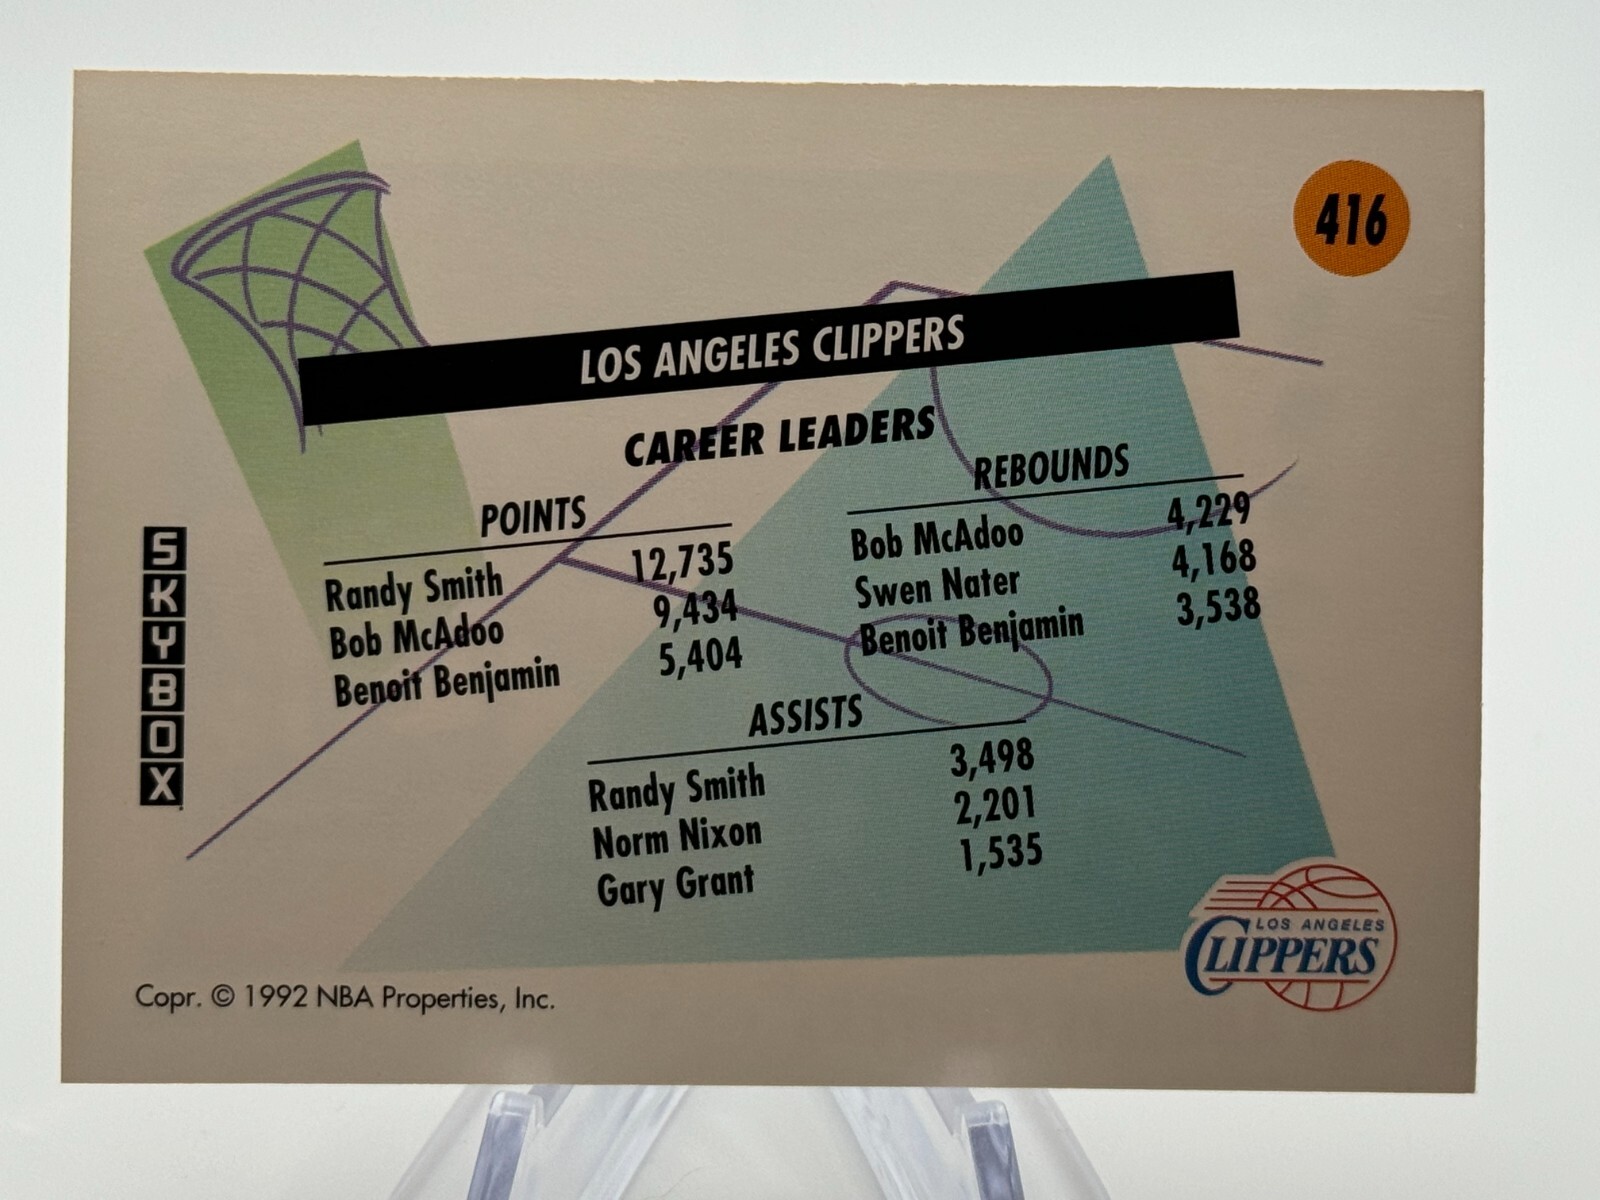 416
LOS ANGELES CLIPPERS
CAREER LEADERS
POINTS
Randy Smith 12,735
Bob McAdoo 9,434
Benoit Benjamin 5,404
REBOUNDS
Bob McAdoo 4,229
Swen Nater 4,168
Benoit Benjamin 3,538
ASSISTS
Randy Smith 3,498
Norm Nixon 2,201
Gary Grant 1,535
SKYBOX
LOS ANGELES
CLIPPERS
Copr. © 1992 NBA Properties, Inc.